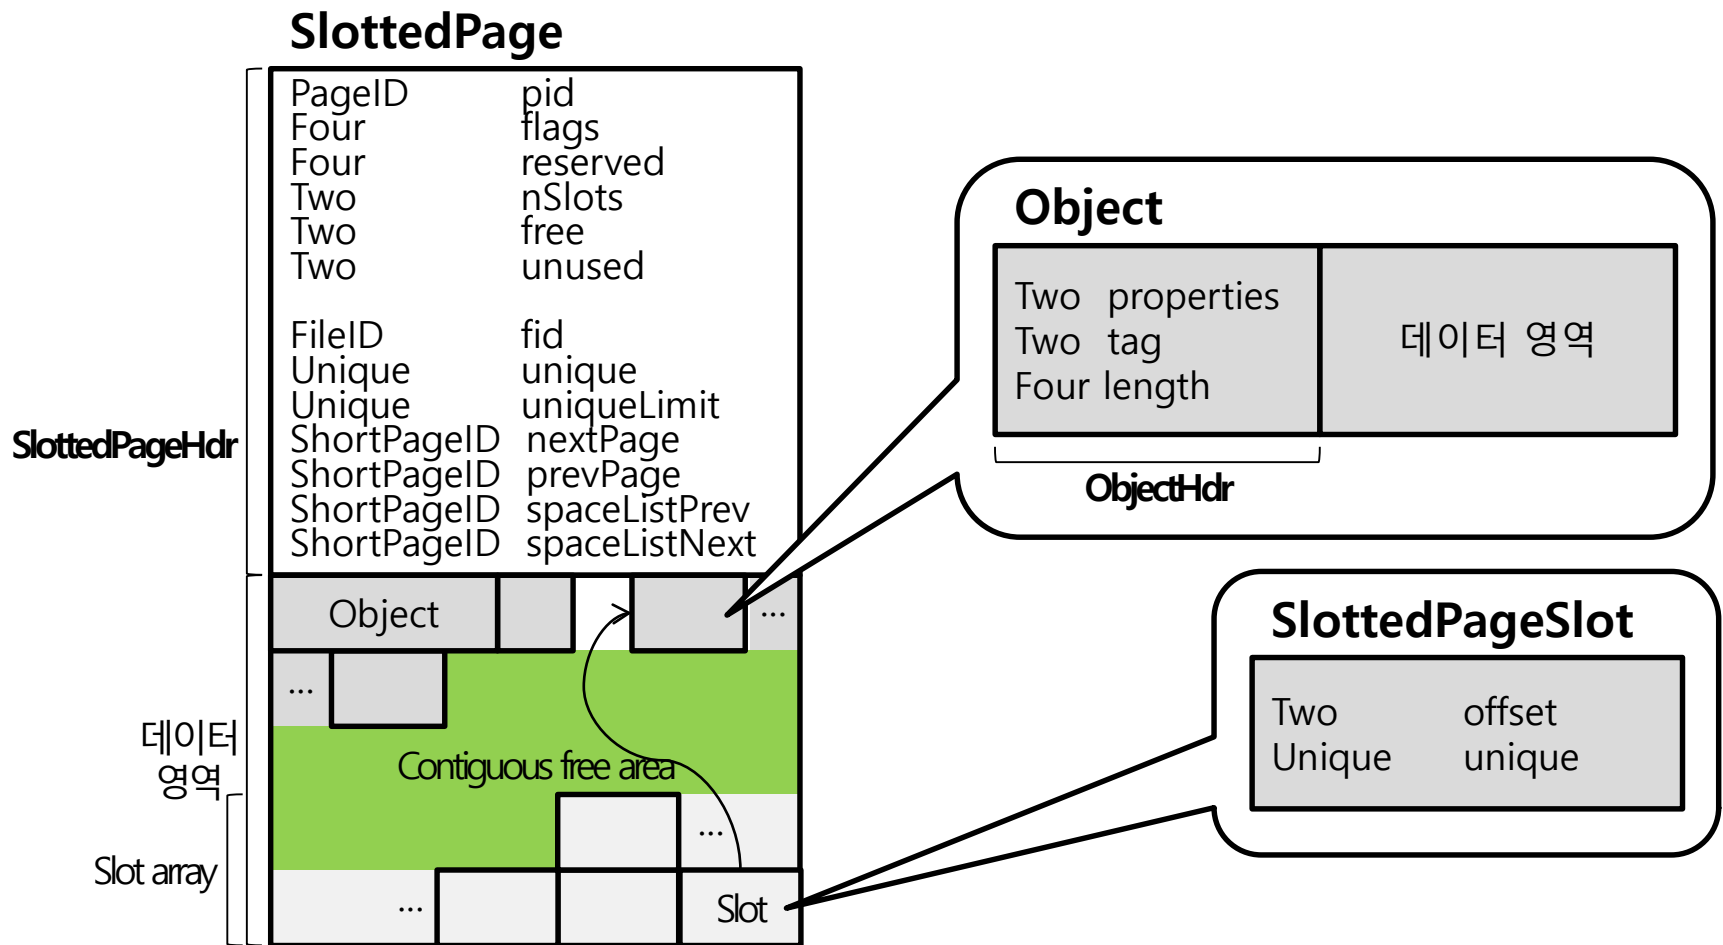 SlottedPage
PageID pid
Four flags
Four reserved
Two nSlots
Two free
Two unused
FileID fid
Unique unique
Unique uniqueLimit
ShortPageID nextPage
ShortPageID prevPage
ShortPageID spaceListPrev
ShortPageID spaceListNext
SlottedPageHdr
Object
...
...
Contiguous free area
데이터
영역
...
Slot array
...
Slot
Object
Two properties
Two tag
Four length
데이터 영역
ObjectHdr
SlottedPageSlot
Two offset
Unique unique